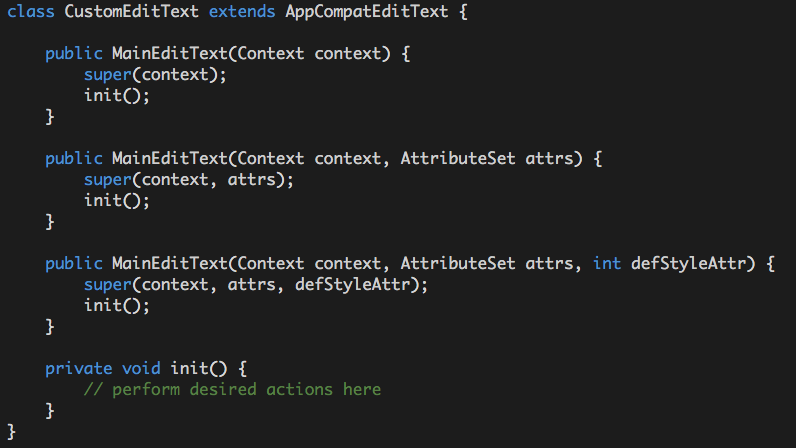 class CustomEditText extends AppCompatEditText {
public MainEditText(Context context) {
super(context);
init();
}
public MainEditText(Context context, AttributeSet attrs) {
super(context, attrs);
init();
}
public MainEditText(Context context, AttributeSet attrs, int defStyleAttr) {
super(context, attrs, defStyleAttr);
init();
}
private void init() {
// perform desired actions here
}
}